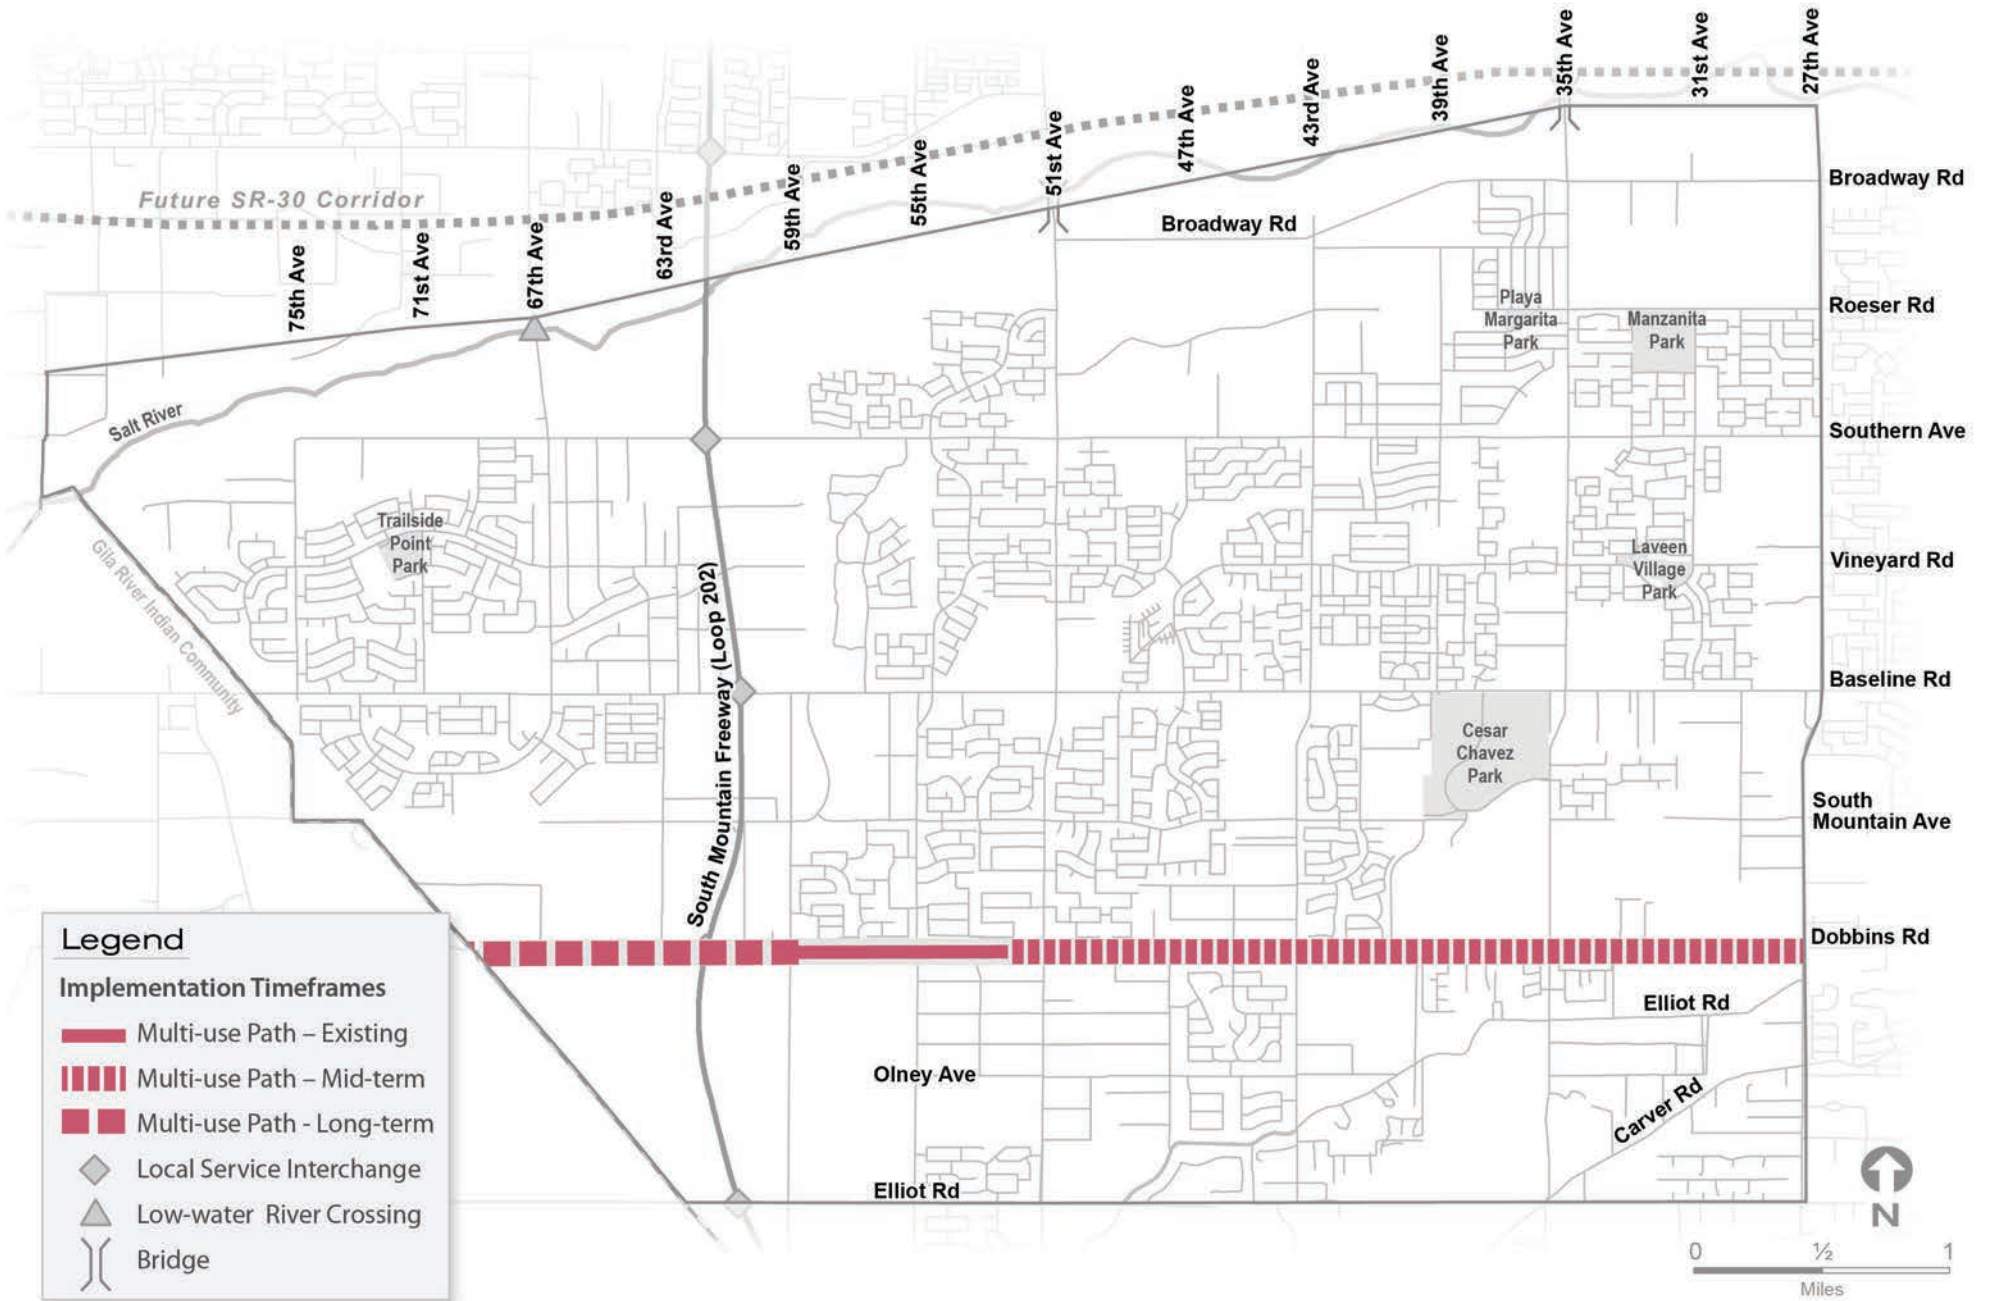 75th Ave
71st Ave
67th Ave
63rd Ave
59th Ave
55th Ave
51st Ave
47th Ave
43rd Ave
39th Ave
35th Ave
31st Ave
27th Ave
Future SR-30 Corridor
Broadway Rd
Broadway Rd
Roeser Rd
Playa
Margarita
Park
Manzanita
Park
Salt River
Southern Ave
Trailside
Point
Park
Laveen
Village
Park
Vineyard Rd
Gila River Indian Community
South Mountain Freeway (Loop 202)
Baseline Rd
Cesar
Chavez
Park
South
Mountain Ave
Dobbins Rd
Elliot Rd
Olney Ave
Carver Rd
Elliot Rd
Legend
Implementation Timeframes
Multi-use Path – Existing
Multi-use Path – Mid-term
Multi-use Path - Long-term
Local Service Interchange
Low-water River Crossing
Bridge
N
0 ½ 1
Miles